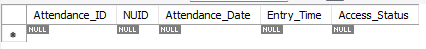 Attendance_ID NUID Attendance_Date Entry_Time Access_Status
NULL NULL NULL NULL NULL